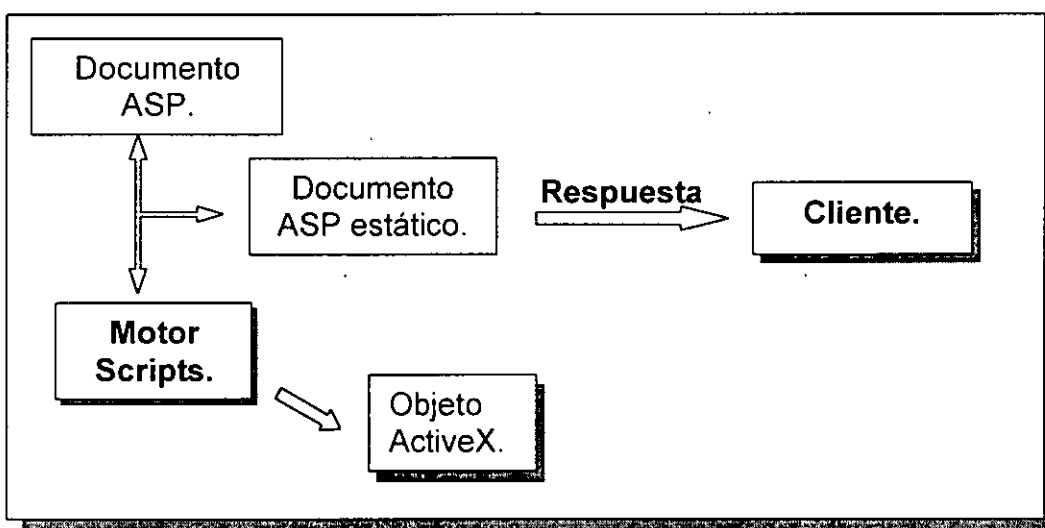 Documento
ASP.
Documento
ASP estático.
Respuesta
Cliente.
Motor
Scripts.
Objeto
ActiveX.